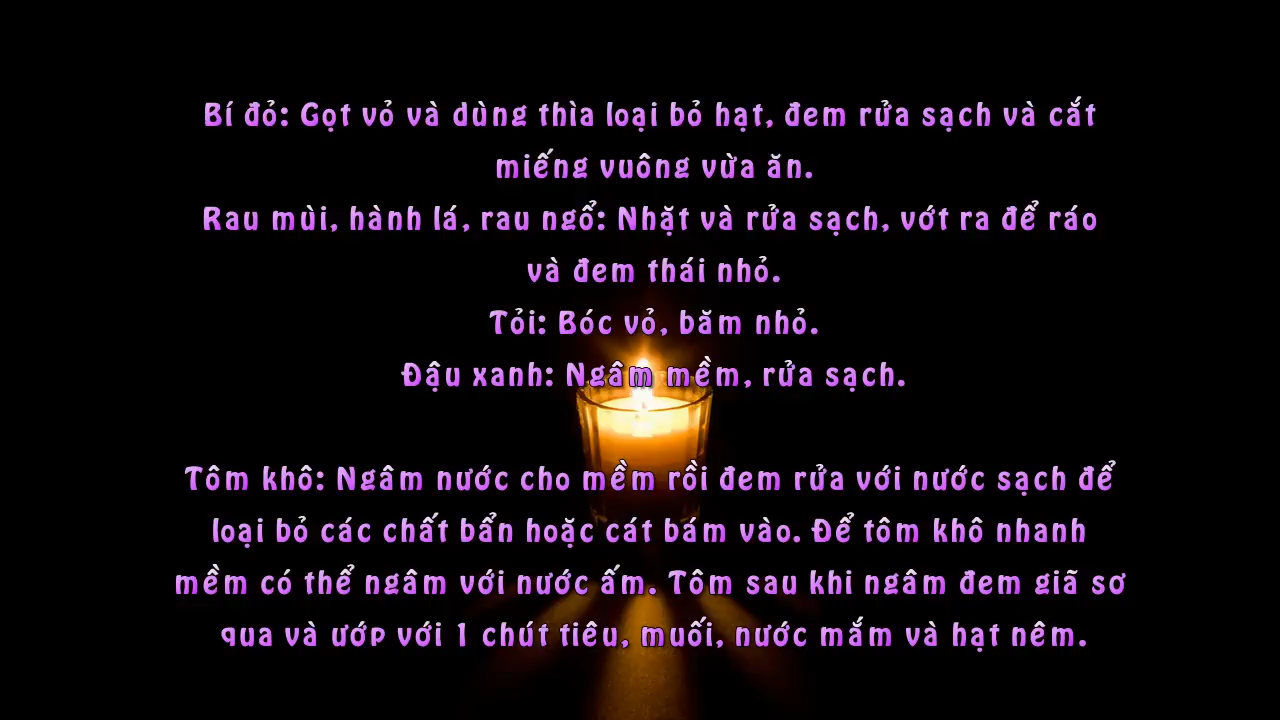 Bí đỏ: Gọt vỏ và dùng thìa loại bỏ hạt, đem rửa sạch và cắt
miếng vuông vừa ăn.
Rau mùi, hành lá, rau ngổ: Nhặt và rửa sạch, vớt ra để ráo
và đem thái nhỏ.
Tỏi: Bóc vỏ, băm nhỏ.
Đậu xanh: Ngâm mềm, rửa sạch.
Tôm khô: Ngâm nước cho mềm rồi đem rửa với nước sạch để
loại bỏ các chất bẩn hoặc cát bám vào. Để tôm khô nhanh
mềm có thể ngâm với nước ấm. Tôm sau khi ngâm đem giã sơ
qua và ướp với 1 chút tiêu, muối, nước mắm và hạt nêm.